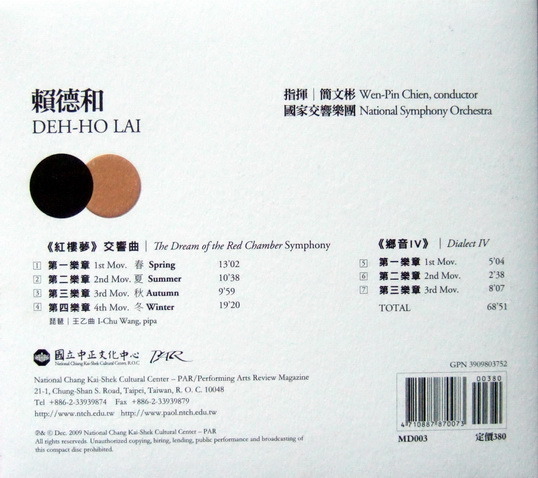 賴德和
DEH-HO LAI
指揮｜簡文彬 Wen-Pin Chien, conductor
國家交響樂團 National Symphony Orchestra
《紅樓夢》交響曲｜The Dream of the Red Chamber Symphony
1 第一樂章 1st Mov. 春 Spring 13'02
2 第二樂章 2nd Mov. 夏 Summer 10'38
3 第三樂章 3rd Mov. 秋 Autumn 9'59
4 第四樂章 4th Mov. 冬 Winter 19'20
琵琶｜王乙曲 I-Chu Wang, pipa
《鄉音IV》｜Dialect IV
5 第一樂章 1st Mov. 5'04
6 第二樂章 2nd Mov. 2'38
7 第三樂章 3rd Mov. 8'07
TOTAL 68'51
國立中正文化中心 PAR
National Chang Kai-Shek Cultural Center, R.O.C.
National Chang Kai-Shek Cultural Center – PAR/Performing Arts Review Magazine
21-1, Chung-Shan S. Road, Taipei, Taiwan, R. O. C. 10048
Tel +886-2-33939874 Fax +886-2-33939879
http://www.ntch.edu.tw http://www.paol.ntch.edu.tw
℗& © Dec. 2009 National Chang Kai-Shek Cultural Center – PAR
All rights reserved. Unauthorized copying, hiring, lending, public performance and broadcasting of
this compact disc prohibited.
GPN 3909803752
00380
4710887870073
MD003 定價380